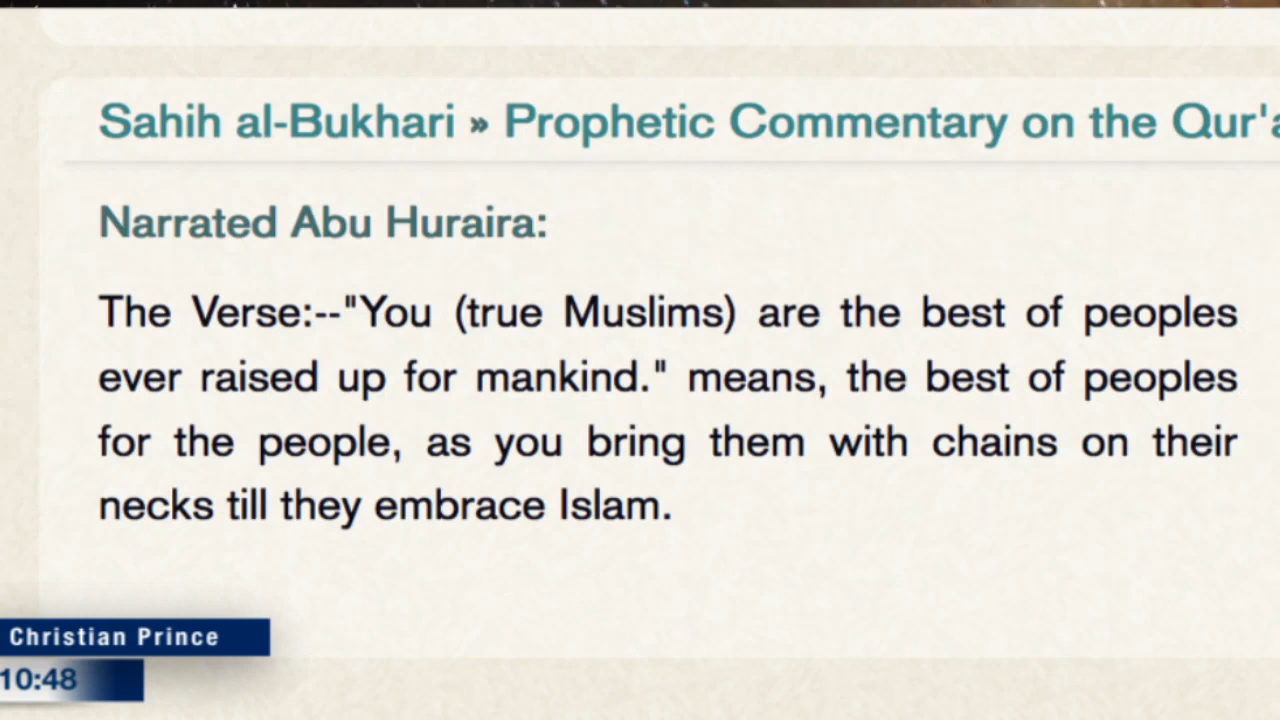 Sahih al-Bukhari » Prophetic Commentary on the
Narrated Abu Huraira:
The Verse:--"You (true Muslims) are the best of peoples
ever raised up for mankind." means, the best of peoples
for the people, as you bring them with chains on their
necks till they embrace Islam.
Christian Prince
10:48